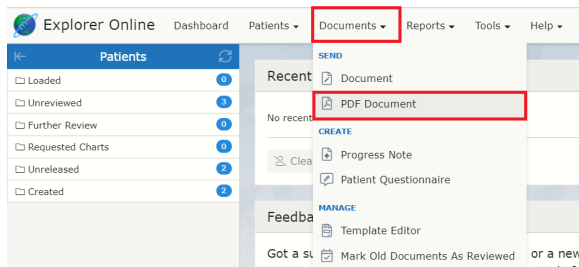 Explorer Online Dashboard Patients Documents Reports Tools Help
Patients
Loaded 0
Unreviewed 3
Further Review 0
Requested Charts 0
Unreleased 2
Created 2
Recent
No recent
Clea
Feedba
Got a su
SEND
Document
PDF Document
CREATE
Progress Note
Patient Questionnaire
MANAGE
Template Editor
Mark Old Documents As Reviewed
or a new